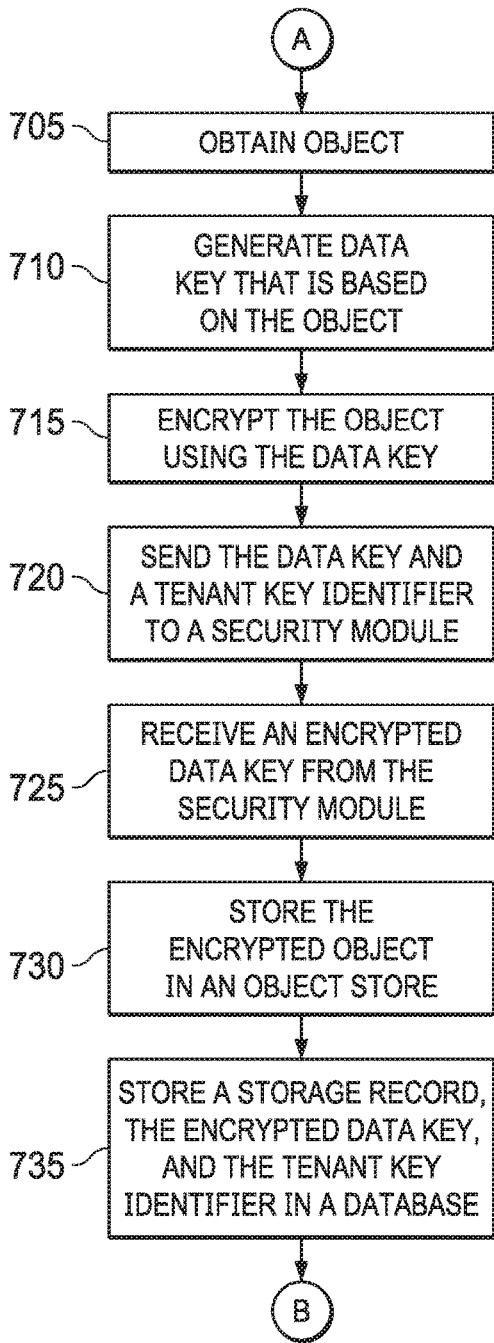 A
705
OBTAIN OBJECT
710
GENERATE DATA
KEY THAT IS BASED
ON THE OBJECT
715
ENCRYPT THE OBJECT
USING THE DATA KEY
720
SEND THE DATA KEY AND
A TENANT KEY IDENTIFIER
TO A SECURITY MODULE
725
RECEIVE AN ENCRYPTED
DATA KEY FROM THE
SECURITY MODULE
730
STORE THE
ENCRYPTED OBJECT
IN AN OBJECT STORE
735
STORE A STORAGE RECORD,
THE ENCRYPTED DATA KEY,
AND THE TENANT KEY
IDENTIFIER IN A DATABASE
B